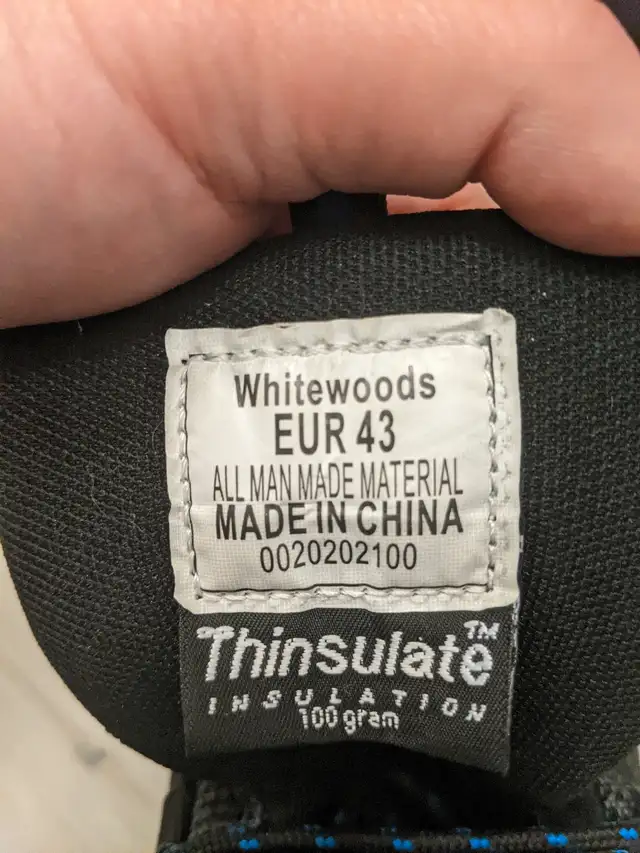 Whitewoods
EUR 43
ALL MAN MADE MATERIAL
MADE IN CHINA
0020202100
Thinsulate™
INSULATION
100 gram